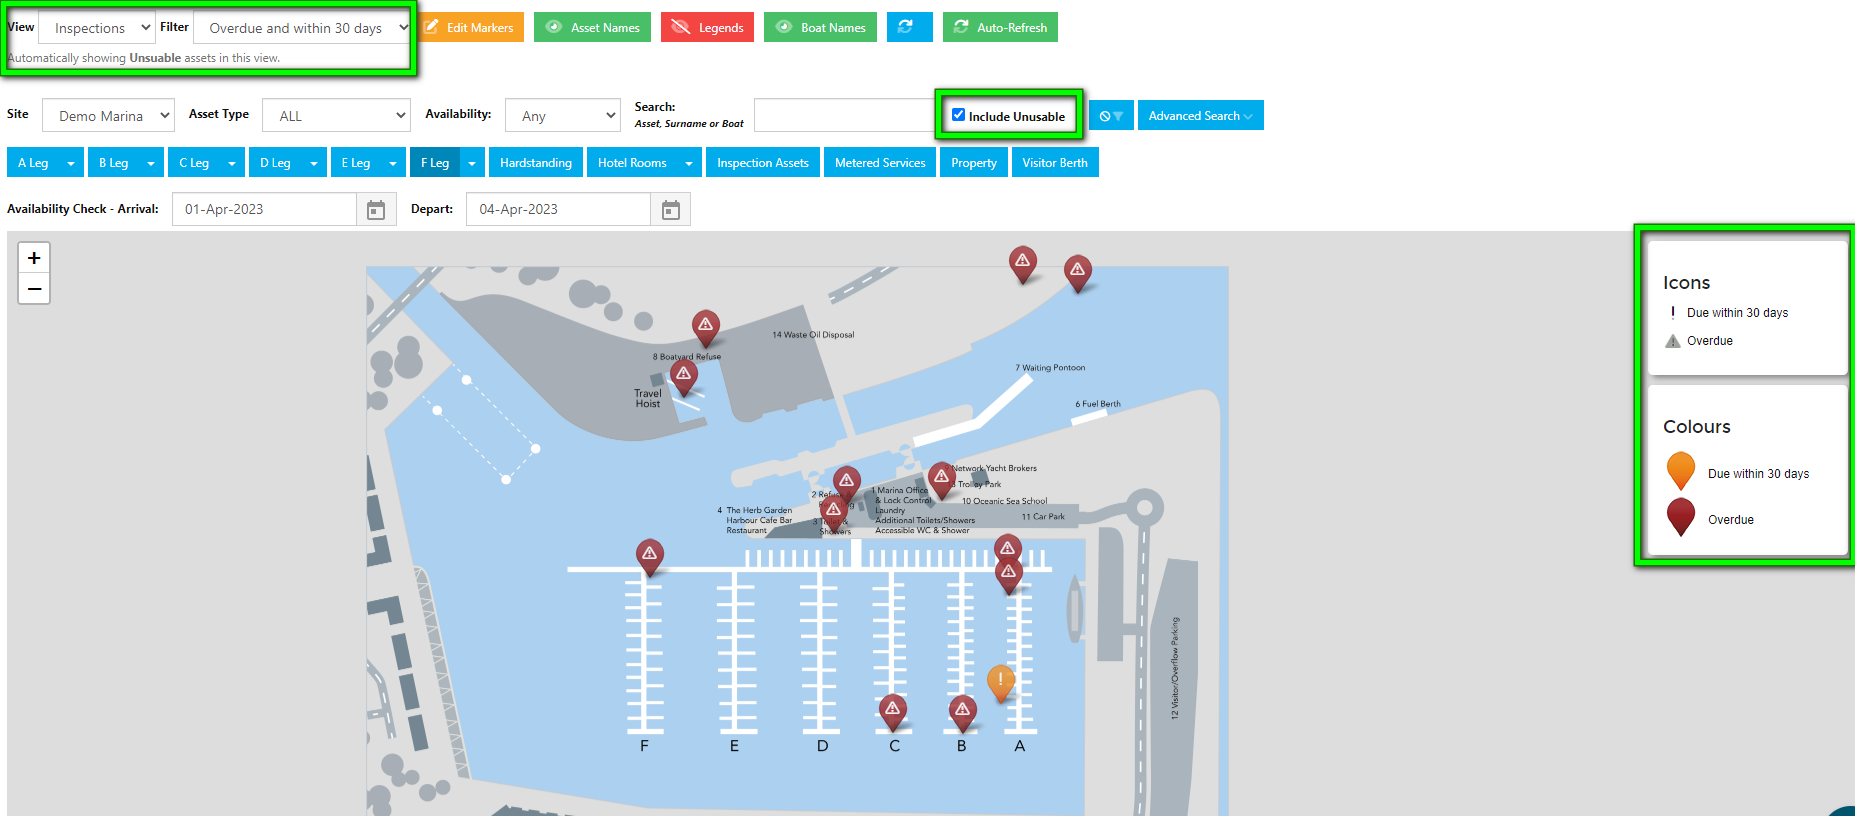 View Inspections Filter Overdue and within 30 days Edit Markers Asset Names Legends Boat Names Auto-Refresh
Automatically showing Unsuable assets in this view.
Site Demo Marina Asset Type ALL Availability: Any Search: Include Unusable Advanced Search
Asset, Surname or Boat
A Leg B Leg C Leg D Leg E Leg F Leg Hardstanding Hotel Rooms Inspection Assets Metered Services Property Visitor Berth
Availability Check - Arrival: 01-Apr-2023 Depart: 04-Apr-2023
+
−
Icons
! Due within 30 days
Overdue
Colours
Due within 30 days
Overdue
14 Waste Oil Disposal
8 Boatyard Refuse
7 Waiting Pontoon
Travel
Hoist
6 Fuel Berth
Network Yacht Brokers
Trolley Park
10 Oceanic Sea School
11 Car Park
1 Marina Office
& Lock Control
Laundry
Additional Toilets/Showers
Accessible WC & Shower
2 Refuse &
4 The Herb Garden
Harbour Cafe Bar
Restaurant
3 Toilet &
Showers
12 Visitor/Overflow Parking
!
F E D C B A